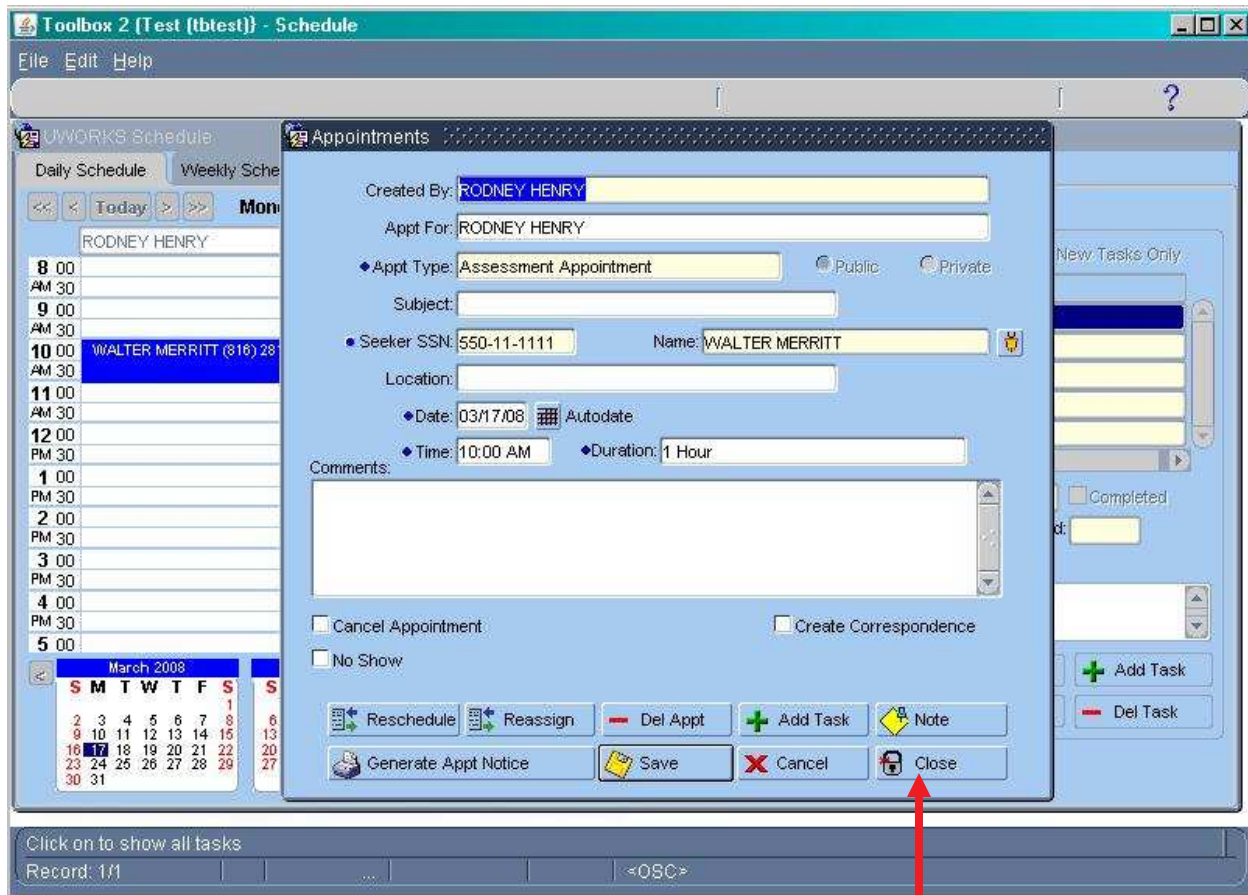 Toolbox 2 {Test (tbtest)} - Schedule
File Edit Help
UWORKS Schedule
Daily Schedule Weekly Sche
<< < Today > >> Mon
RODNEY HENRY
8 00
AM 30
9 00
AM 30
10 00 WALTER MERRITT (816) 281
AM 30
11 00
AM 30
12 00
PM 30
1 00
PM 30
2 00
PM 30
3 00
PM 30
4 00
PM 30
5 00
<
March 2008
S M T W T F S S
1
2 3 4 5 6 7 8 6
9 10 11 12 13 14 15 13
16 17 18 19 20 21 22 20
23 24 25 26 27 28 29 27
30 31
Appointments
Created By: RODNEY HENRY
Appt For: RODNEY HENRY
Appt Type: Assessment Appointment Public Private
Subject:
Seeker SSN: 550-11-1111 Name: WALTER MERRITT
Location:
Date: 03/17/08 Autodate
Time: 10:00 AM Duration: 1 Hour
Comments:
Cancel Appointment Create Correspondence
No Show
Reschedule Reassign Del Appt Add Task Note
Generate Appt Notice Save Cancel Close
New Tasks Only
Completed
d:
Add Task
Del Task
Click on to show all tasks
Record: 1/1 ... <OSC>